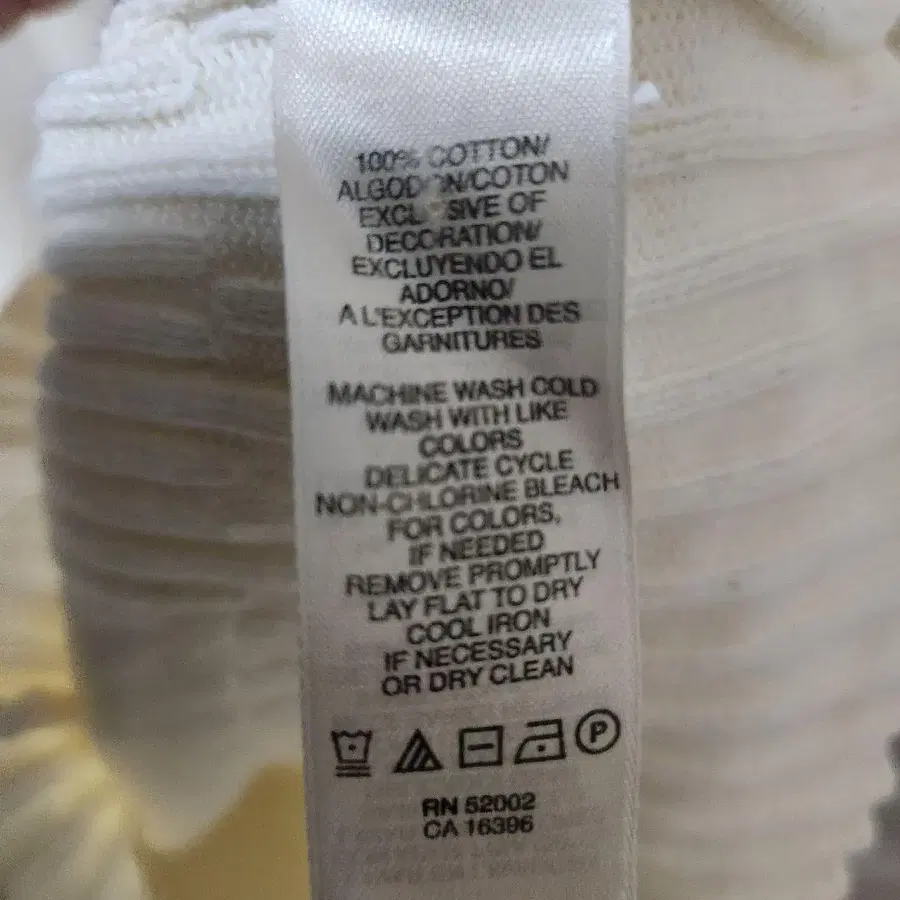 100% COTTON/
ALGODON/COTON
EXCLUSIVE OF
DECORATION/
EXCLUYENDO EL
ADORNO/
A L'EXCEPTION DES
GARNITURES
MACHINE WASH COLD
WASH WITH LIKE
COLORS
DELICATE CYCLE
NON-CHLORINE BLEACH
FOR COLORS,
IF NEEDED
REMOVE PROMPTLY
LAY FLAT TO DRY
COOL IRON
IF NECESSARY
OR DRY CLEAN
P
RN 52002
CA 16396